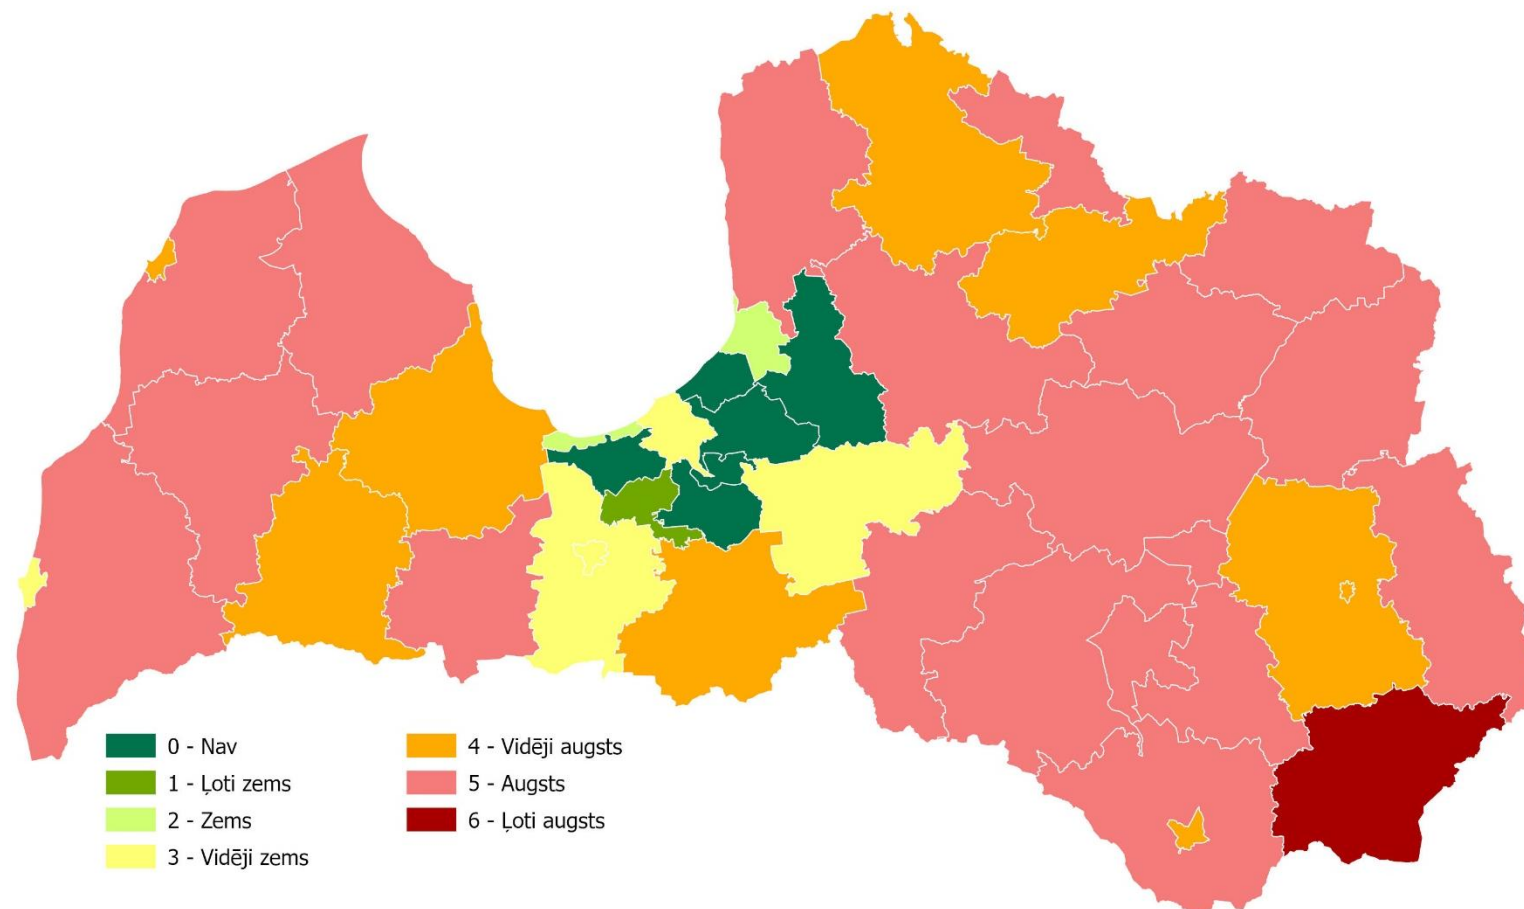 0 - Nav
1 - Ļoti zems
2 - Zems
3 - Vidēji zems
4 - Vidēji augsts
5 - Augsts
6 - Ļoti augsts